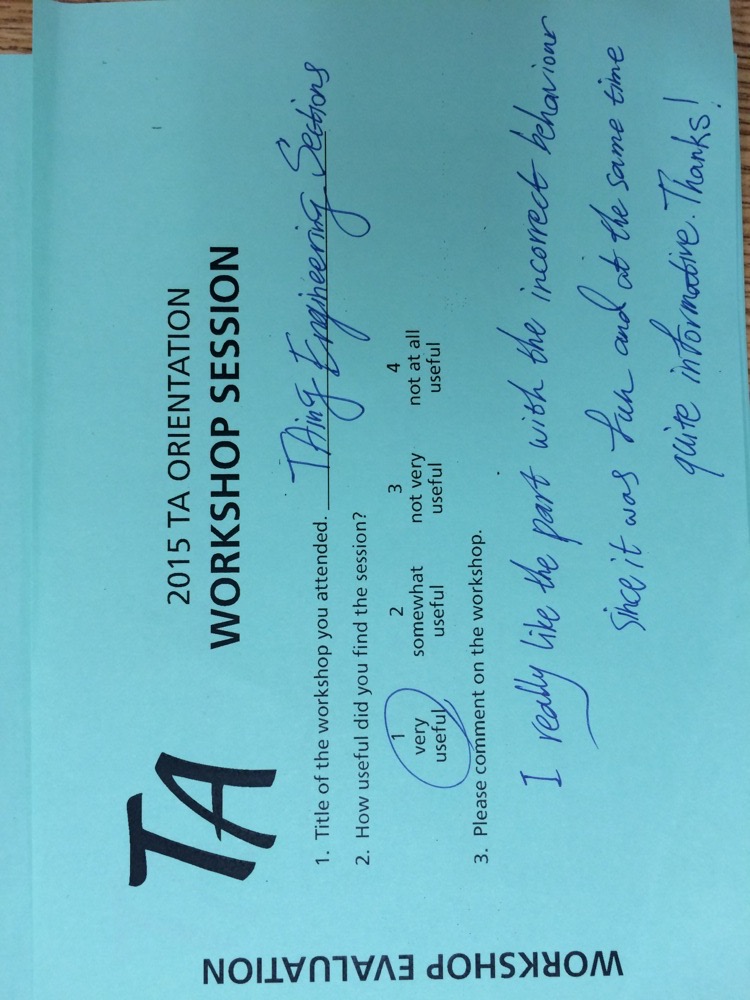 WORKSHOP EVALUATION
TA
2015 TA ORIENTATION
WORKSHOP SESSION
1. Title of the workshop you attended. TAing Engineering Sections
2. How useful did you find the session?
1 2 3 4
very somewhat not very not at all
useful useful useful useful
3. Please comment on the workshop.
I really like the part with the incorrect behaviour
since it was fun and at the same time
quite informative. Thanks!